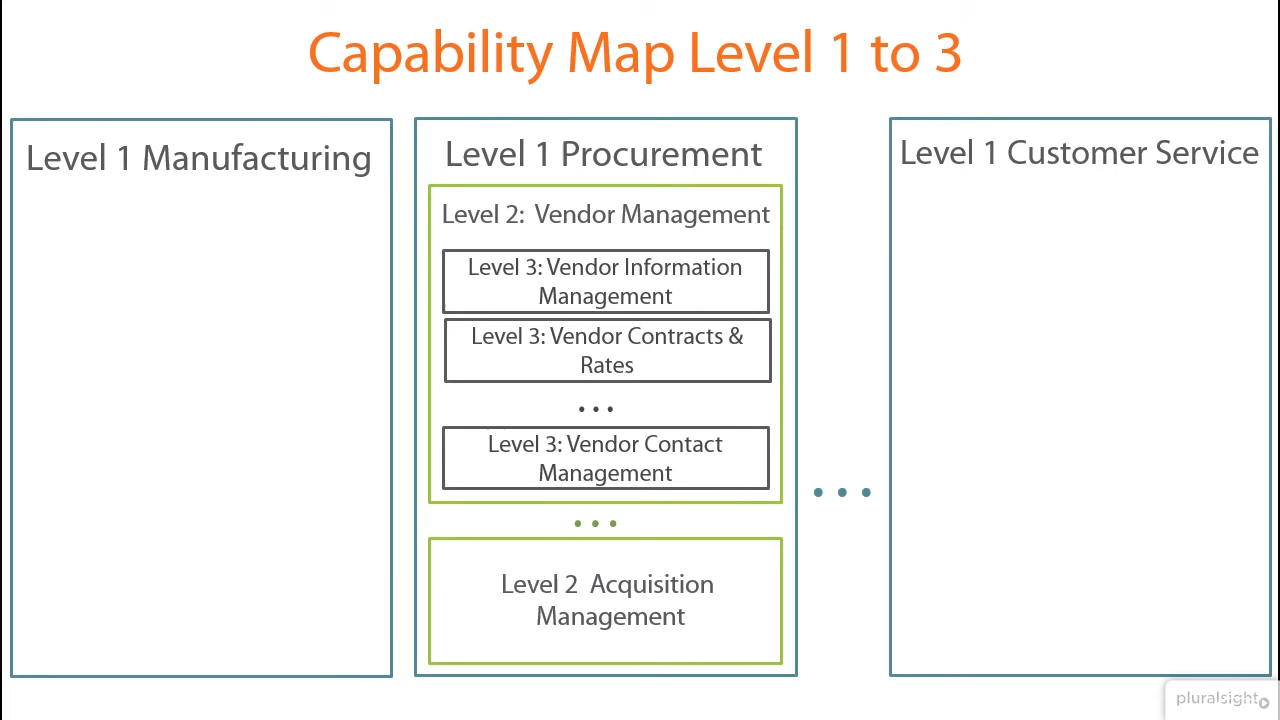 Capability Map Level 1 to 3
Level 1 Manufacturing
Level 1 Procurement
Level 2: Vendor Management
Level 3: Vendor Information
Management
Level 3: Vendor Contracts &
Rates
...
Level 3: Vendor Contact
Management
...
Level 2 Acquisition
Management
...
Level 1 Customer Service
pluralsight